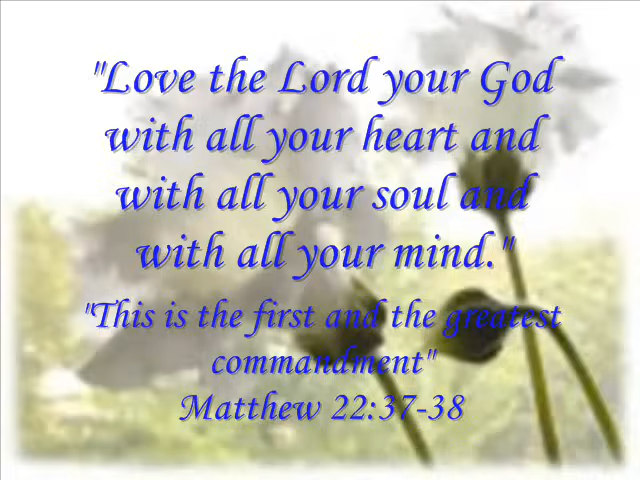 "Love the Lord your God
with all your heart and
with all your soul and
with all your mind."
"This is the first and the greatest
commandment"
Matthew 22:37-38